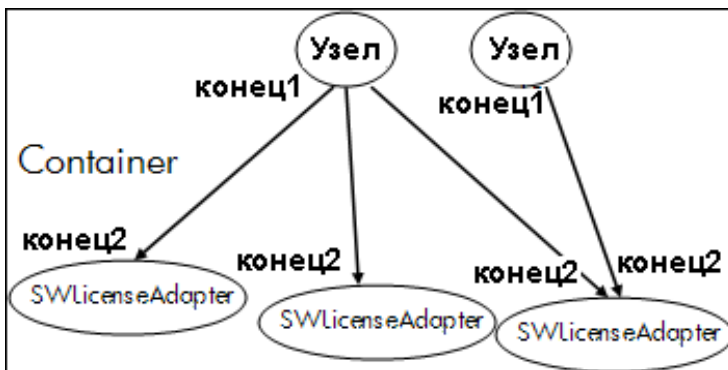 Узел
Узел
конец1
конец1
Container
конец2
конец2
конец2
конец2
SWLicenseAdapter
SWLicenseAdapter
SWLicenseAdapter